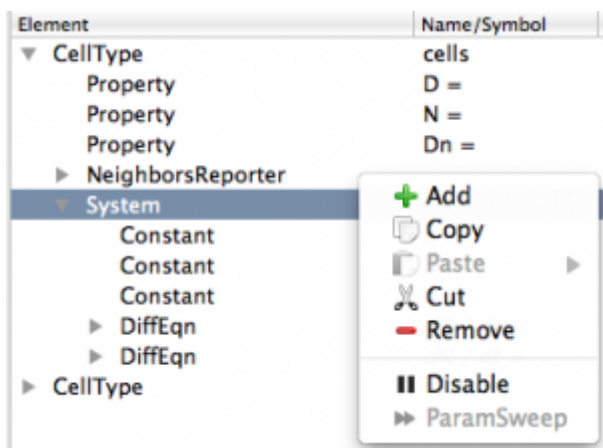 Element Name/Symbol
CellType cells
Property D =
Property N =
Property Dn =
NeighborsReporter
System
Add
Constant
Copy
Constant
Paste
Constant
Cut
DiffEqn
Remove
DiffEqn
CellType
Disable
ParamSweep